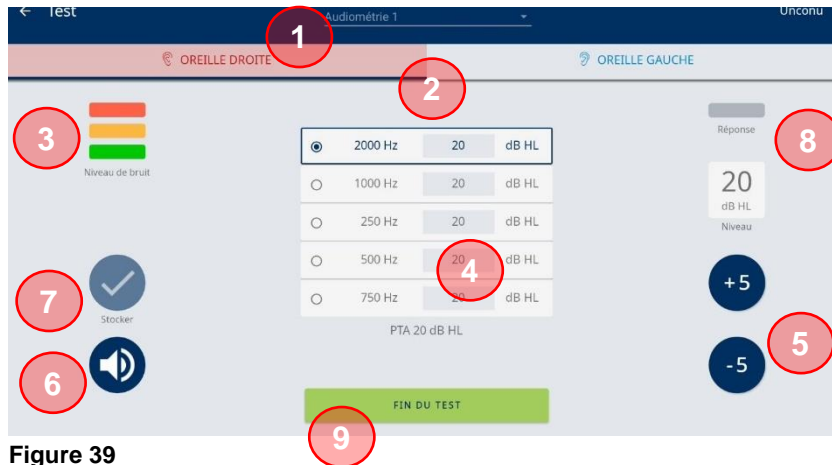 ← Test Audiométrie 1 Unconu
1
OREILLE DROITE OREILLE GAUCHE
2
3
Niveau de bruit
2000 Hz 20 dB HL
1000 Hz 20 dB HL
250 Hz 20 dB HL
500 Hz 20 dB HL
4
750 Hz 20 dB HL
PTA 20 dB HL
Réponse
8
20
dB HL
Niveau
+5
5
-5
7
Stocker
6
FIN DU TEST
9
Figure 39